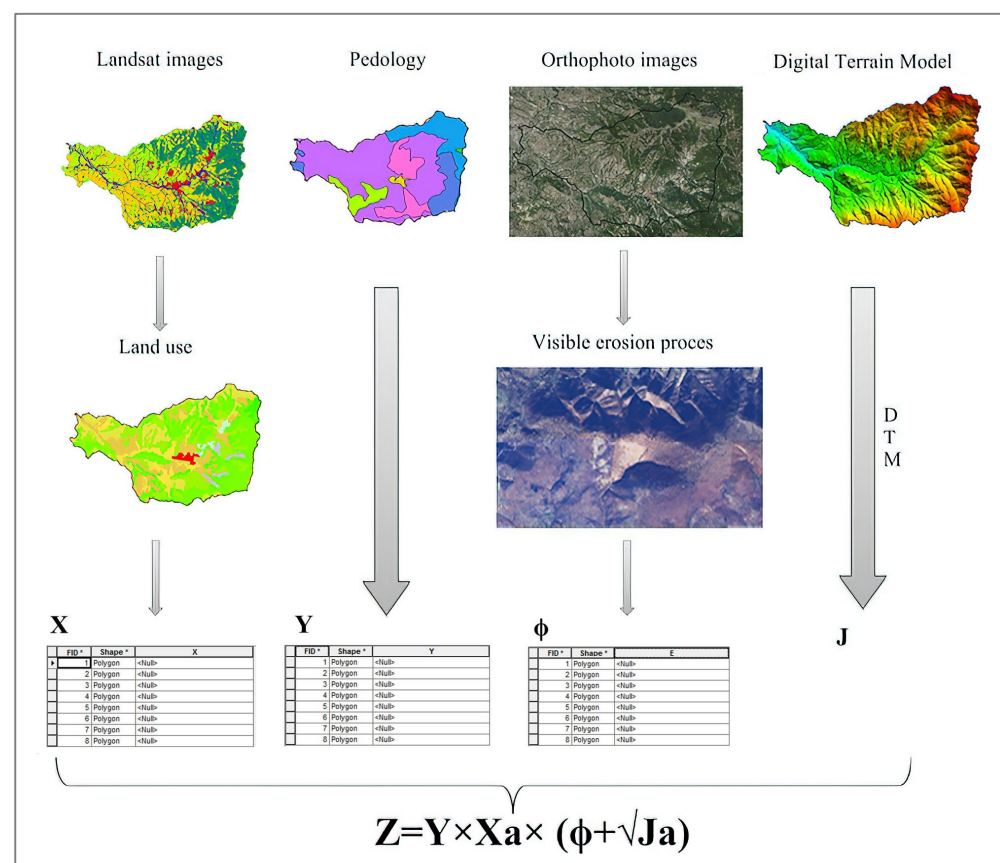 Landsat images
Pedology
Orthophoto images
Digital Terrain Model
Land use
Visible erosion proces
D
T
M
X
Y
ϕ
J
FID * Shape * X
1 Polygon <Null>
2 Polygon <Null>
3 Polygon <Null>
4 Polygon <Null>
5 Polygon <Null>
6 Polygon <Null>
7 Polygon <Null>
8 Polygon <Null>
FID * Shape * Y
1 Polygon <Null>
2 Polygon <Null>
3 Polygon <Null>
4 Polygon <Null>
5 Polygon <Null>
6 Polygon <Null>
7 Polygon <Null>
8 Polygon <Null>
FID * Shape * E
1 Polygon <Null>
2 Polygon <Null>
3 Polygon <Null>
4 Polygon <Null>
5 Polygon <Null>
6 Polygon <Null>
7 Polygon <Null>
8 Polygon <Null>
Z=Y×Xa× (ϕ+√Ja)